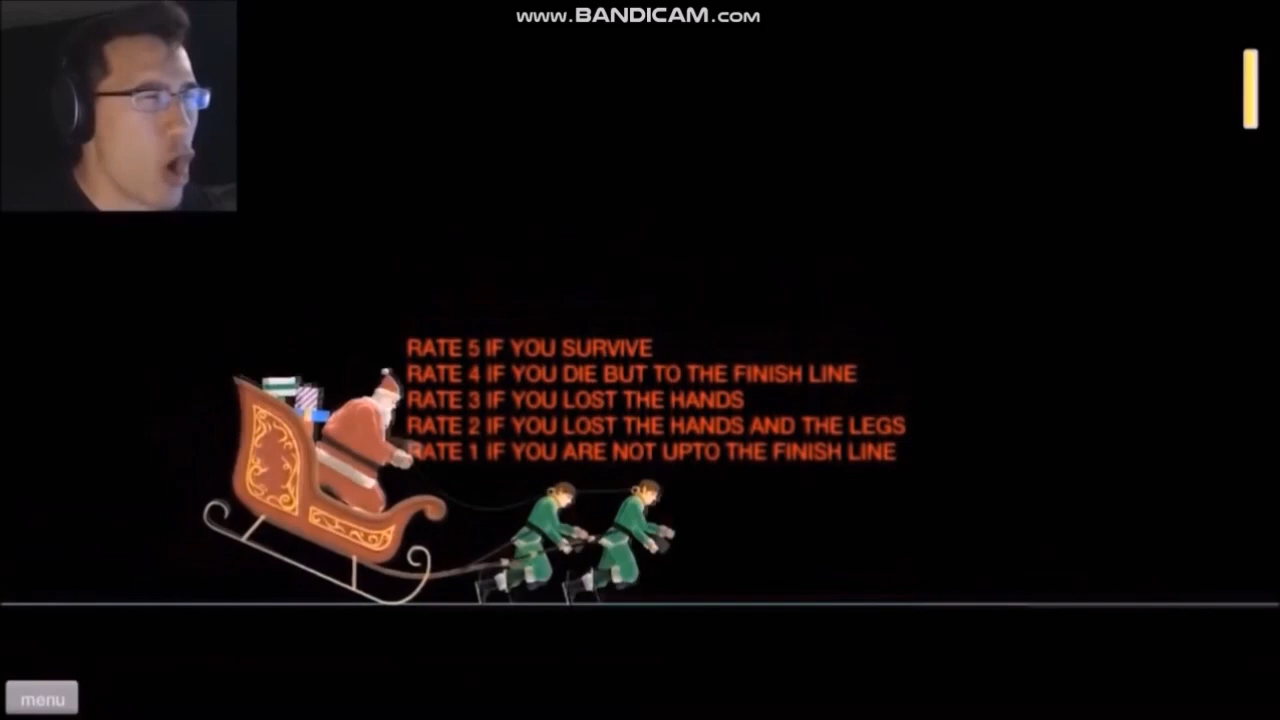 www.BANDICAM.com
RATE 5 IF YOU SURVIVE
RATE 4 IF YOU DIE BUT TO THE FINISH LINE
RATE 3 IF YOU LOST THE HANDS
RATE 2 IF YOU LOST THE HANDS AND THE LEGS
RATE 1 IF YOU ARE NOT UPTO THE FINISH LINE
menu